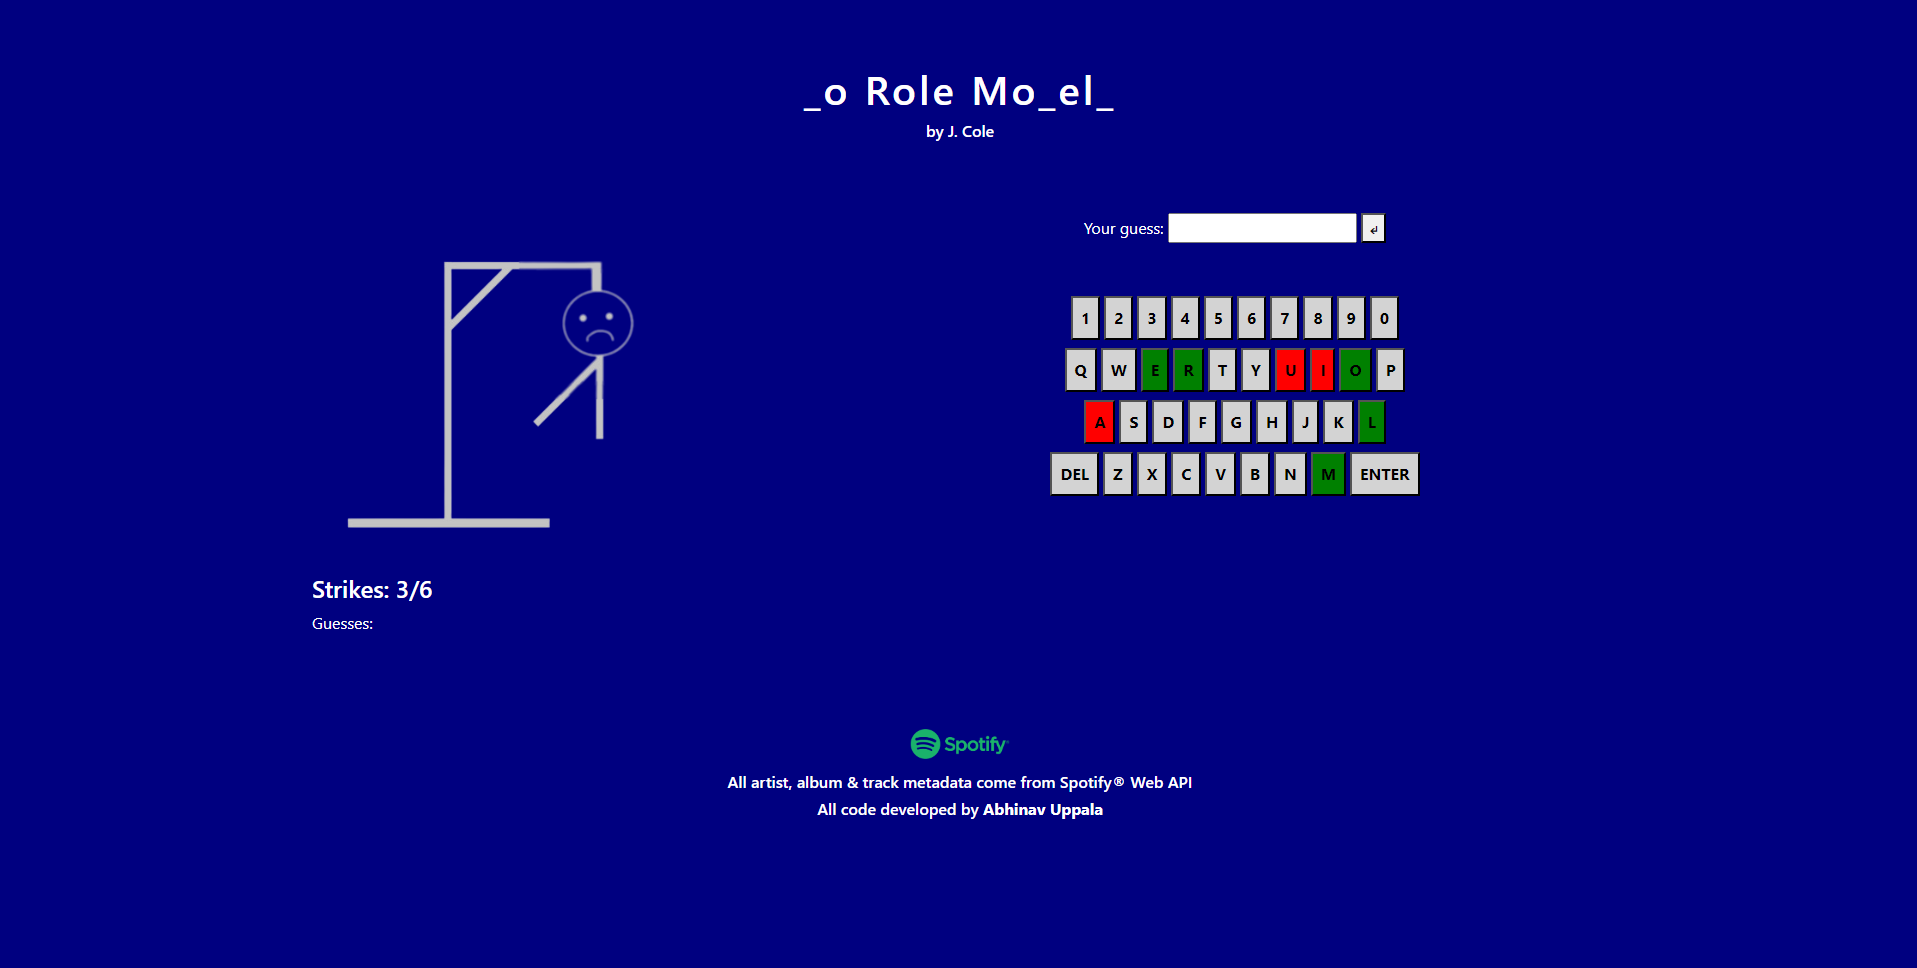 _o Role Mo_el_
by J. Cole
Your guess: ↲
1 2 3 4 5 6 7 8 9 0
Q W E R T Y U I O P
A S D F G H J K L
DEL Z X C V B N M ENTER
Strikes: 3/6
Guesses:
Spotify
All artist, album & track metadata come from Spotify® Web API
All code developed by Abhinav Uppala